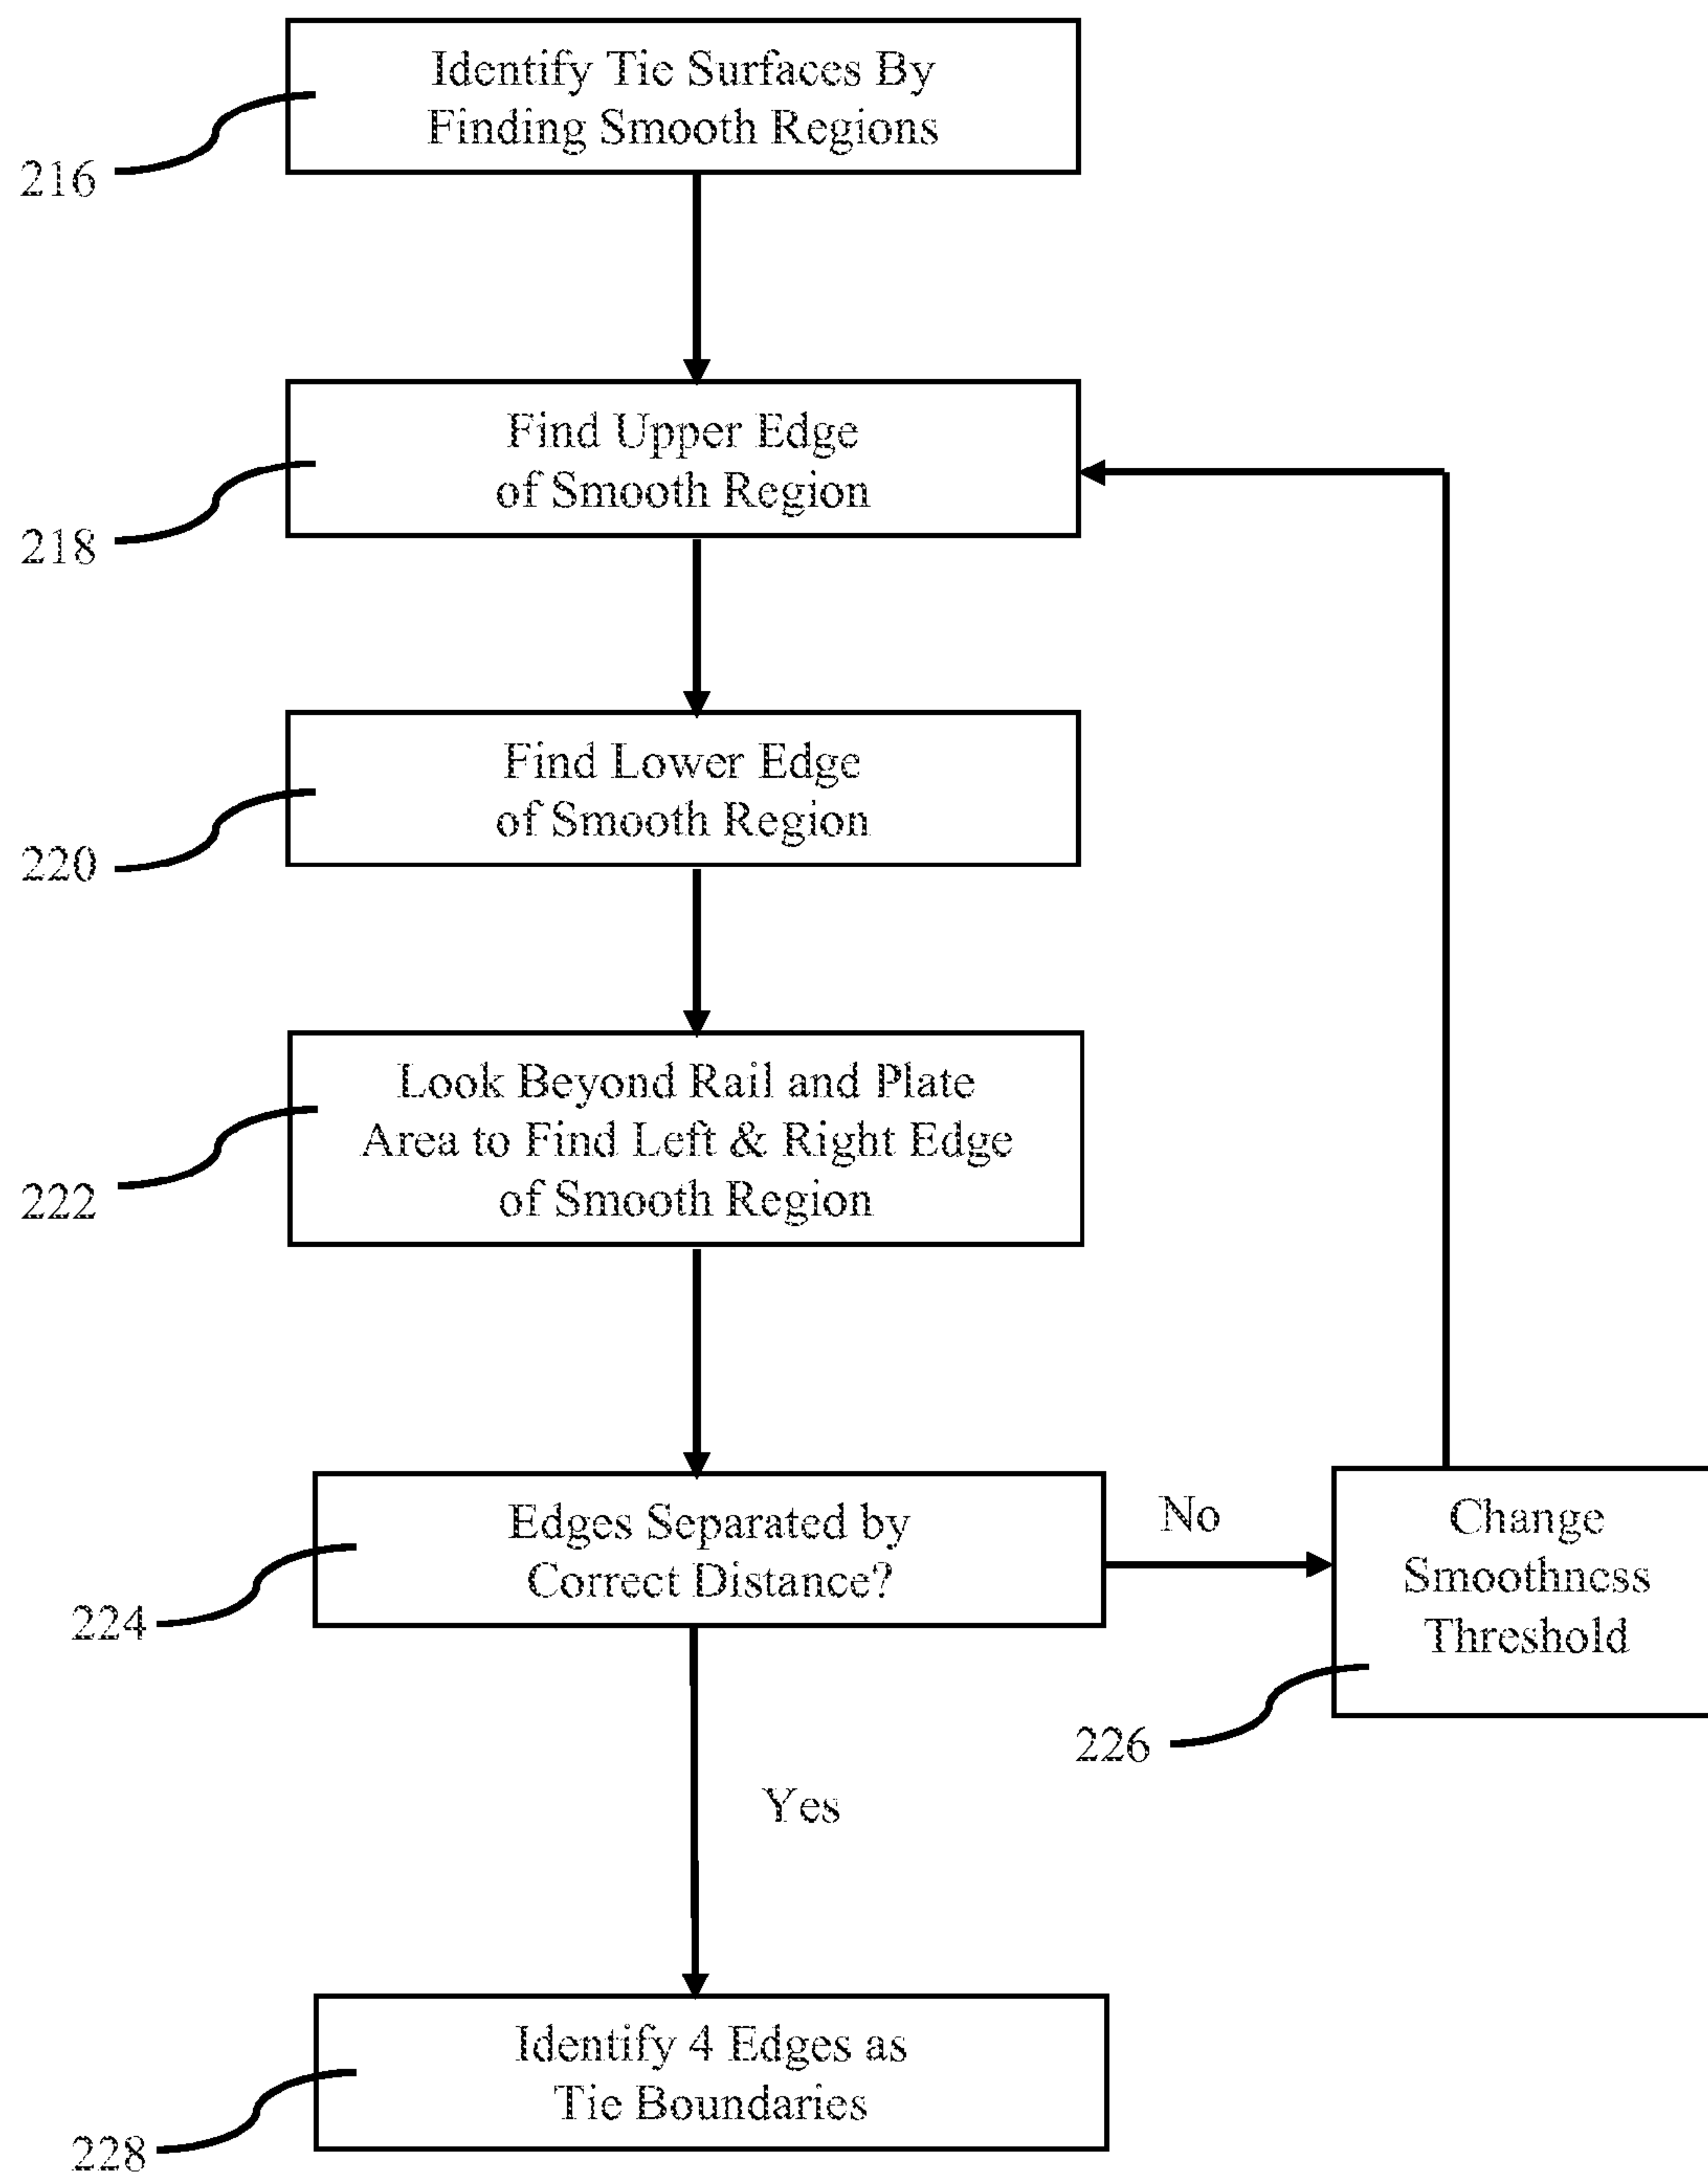 Identify Tie Surfaces By
Finding Smooth Regions
216
Find Upper Edge
of Smooth Region
218
Find Lower Edge
of Smooth Region
220
Look Beyond Rail and Plate
Area to Find Left & Right Edge
of Smooth Region
222
Edges Separated by
Correct Distance?
224
No
Change
Smoothness
Threshold
226
Yes
Identify 4 Edges as
Tie Boundaries
228